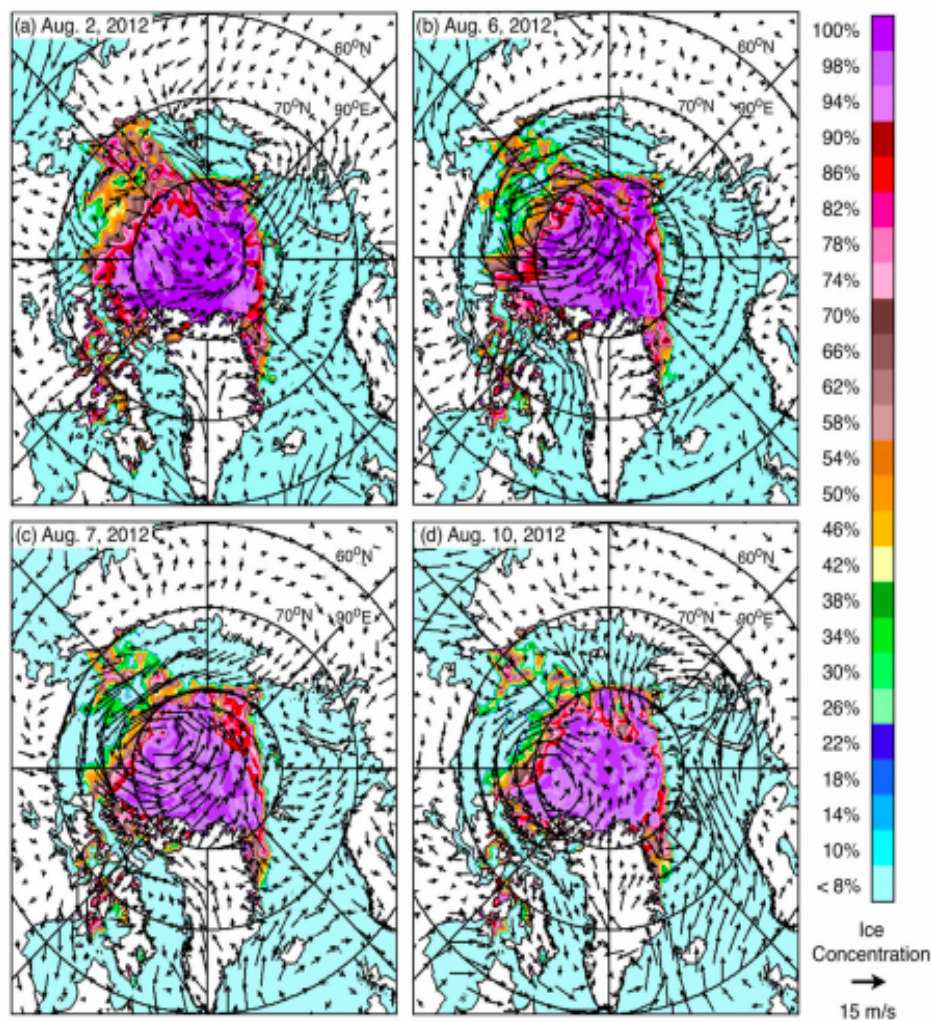 (a) Aug. 2, 2012
60°N
70°N
90°E
(b) Aug. 6, 2012
60°N
70°N
90°E
(c) Aug. 7, 2012
60°N
70°N
90°E
(d) Aug. 10, 2012
60°N
70°N
90°E
100%
98%
94%
90%
86%
82%
78%
74%
70%
66%
62%
58%
54%
50%
46%
42%
38%
34%
30%
26%
22%
18%
14%
10%
< 8%
Ice
Concentration
15 m/s